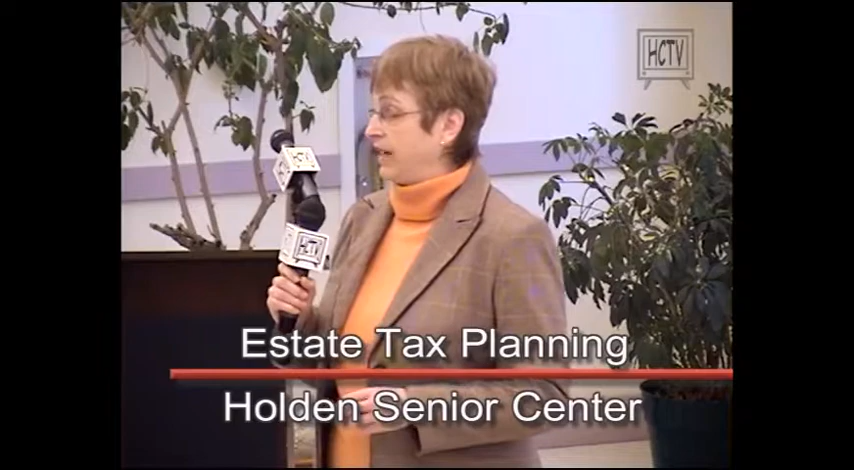 HCTV
HCTV
HCTV
Estate Tax Planning
Holden Senior Center